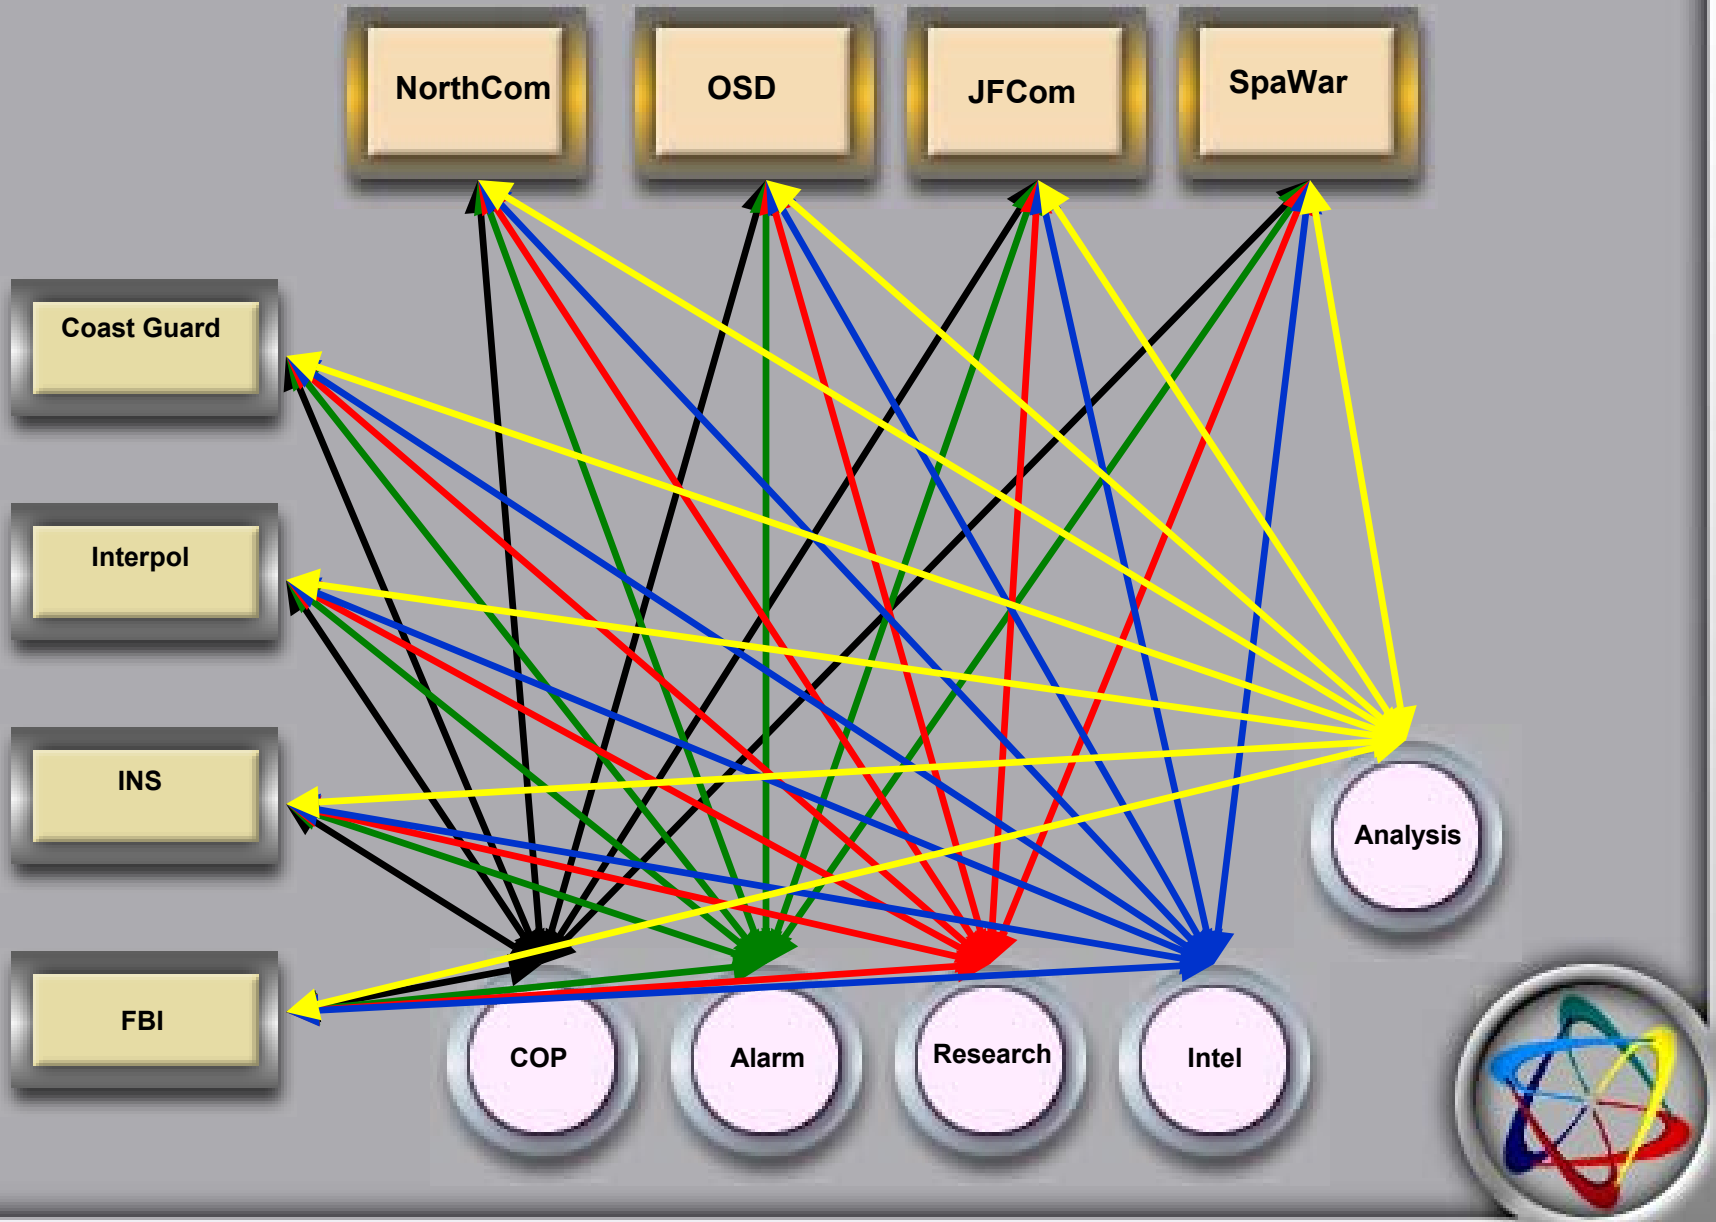 NorthCom
OSD
JFCom
SpaWar
Coast Guard
Interpol
INS
FBI
COP
Alarm
Research
Intel
Analysis